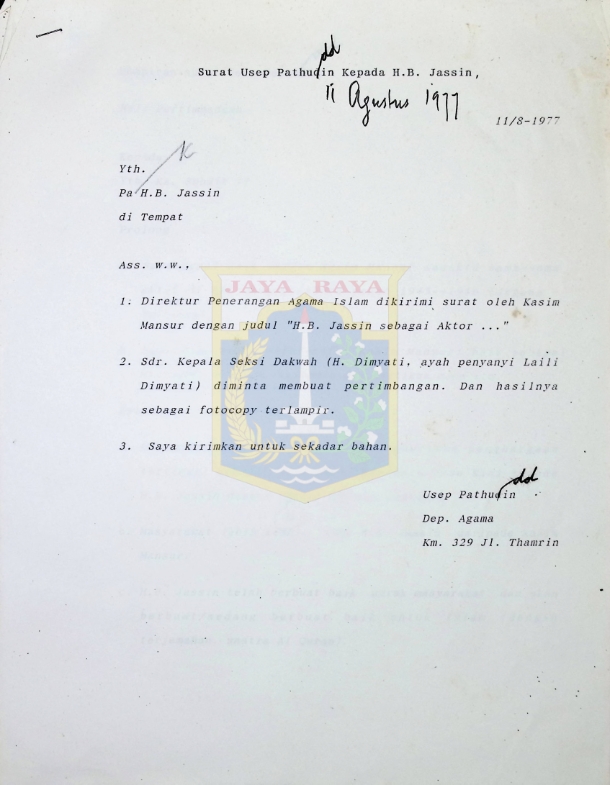 Surat Usep Pathudin Kepada H.B. Jassin,
dd
11 Agustus 1977
11/8-1977
Yth.
Pa H.B. Jassin
di Tempat
Ass. w.w.,
JAYA RAYA
1. Direktur Penerangan Agama Islam dikirimi surat oleh Kasim
Mansur dengan judul "H.B. Jassin sebagai Aktor ..."
2. Sdr. Kepala Seksi Dakwah (H. Dimyati, ayah penyanyi Laili
Dimyati) diminta membuat pertimbangan. Dan hasilnya
sebagai fotocopy terlampir.
3. Saya kirimkan untuk sekadar bahan.
dd
Usep Pathudin
Dep. Agama
Km. 329 Jl. Thamrin